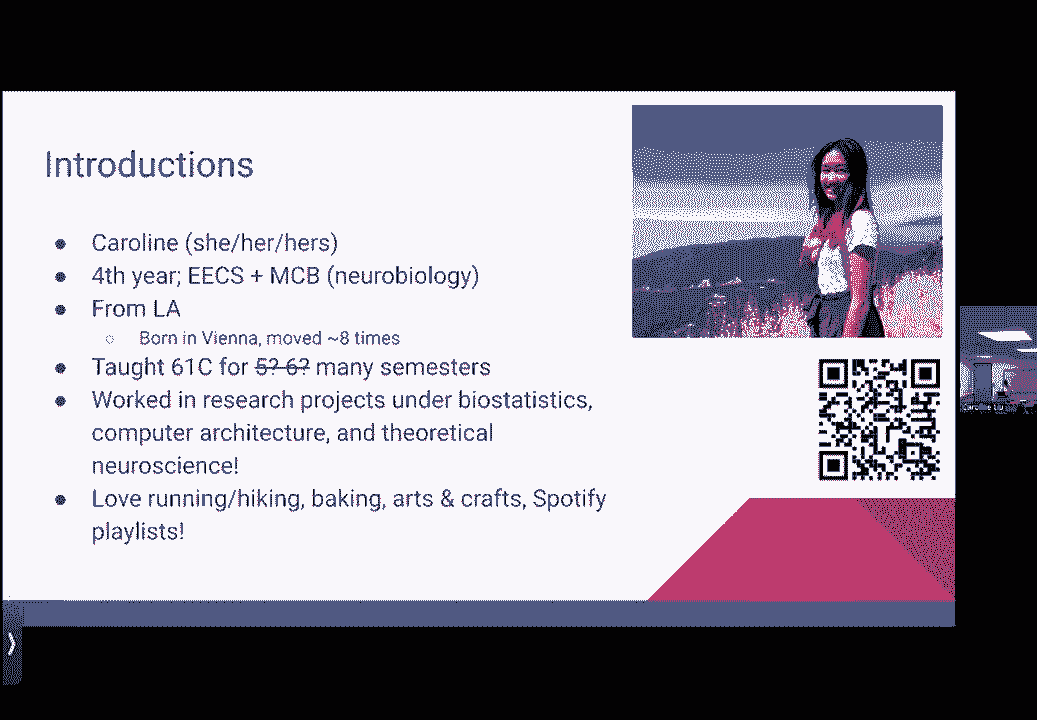 Introductions
Caroline (she/her/hers)
4th year; EECS + MCB (neurobiology)
From LA
Born in Vienna, moved ~8 times
Taught 61C for 5? 6? many semesters
Worked in research projects under biostatistics,
computer architecture, and theoretical
neuroscience!
Love running/hiking, baking, arts & crafts, Spotify
playlists!
Caroline